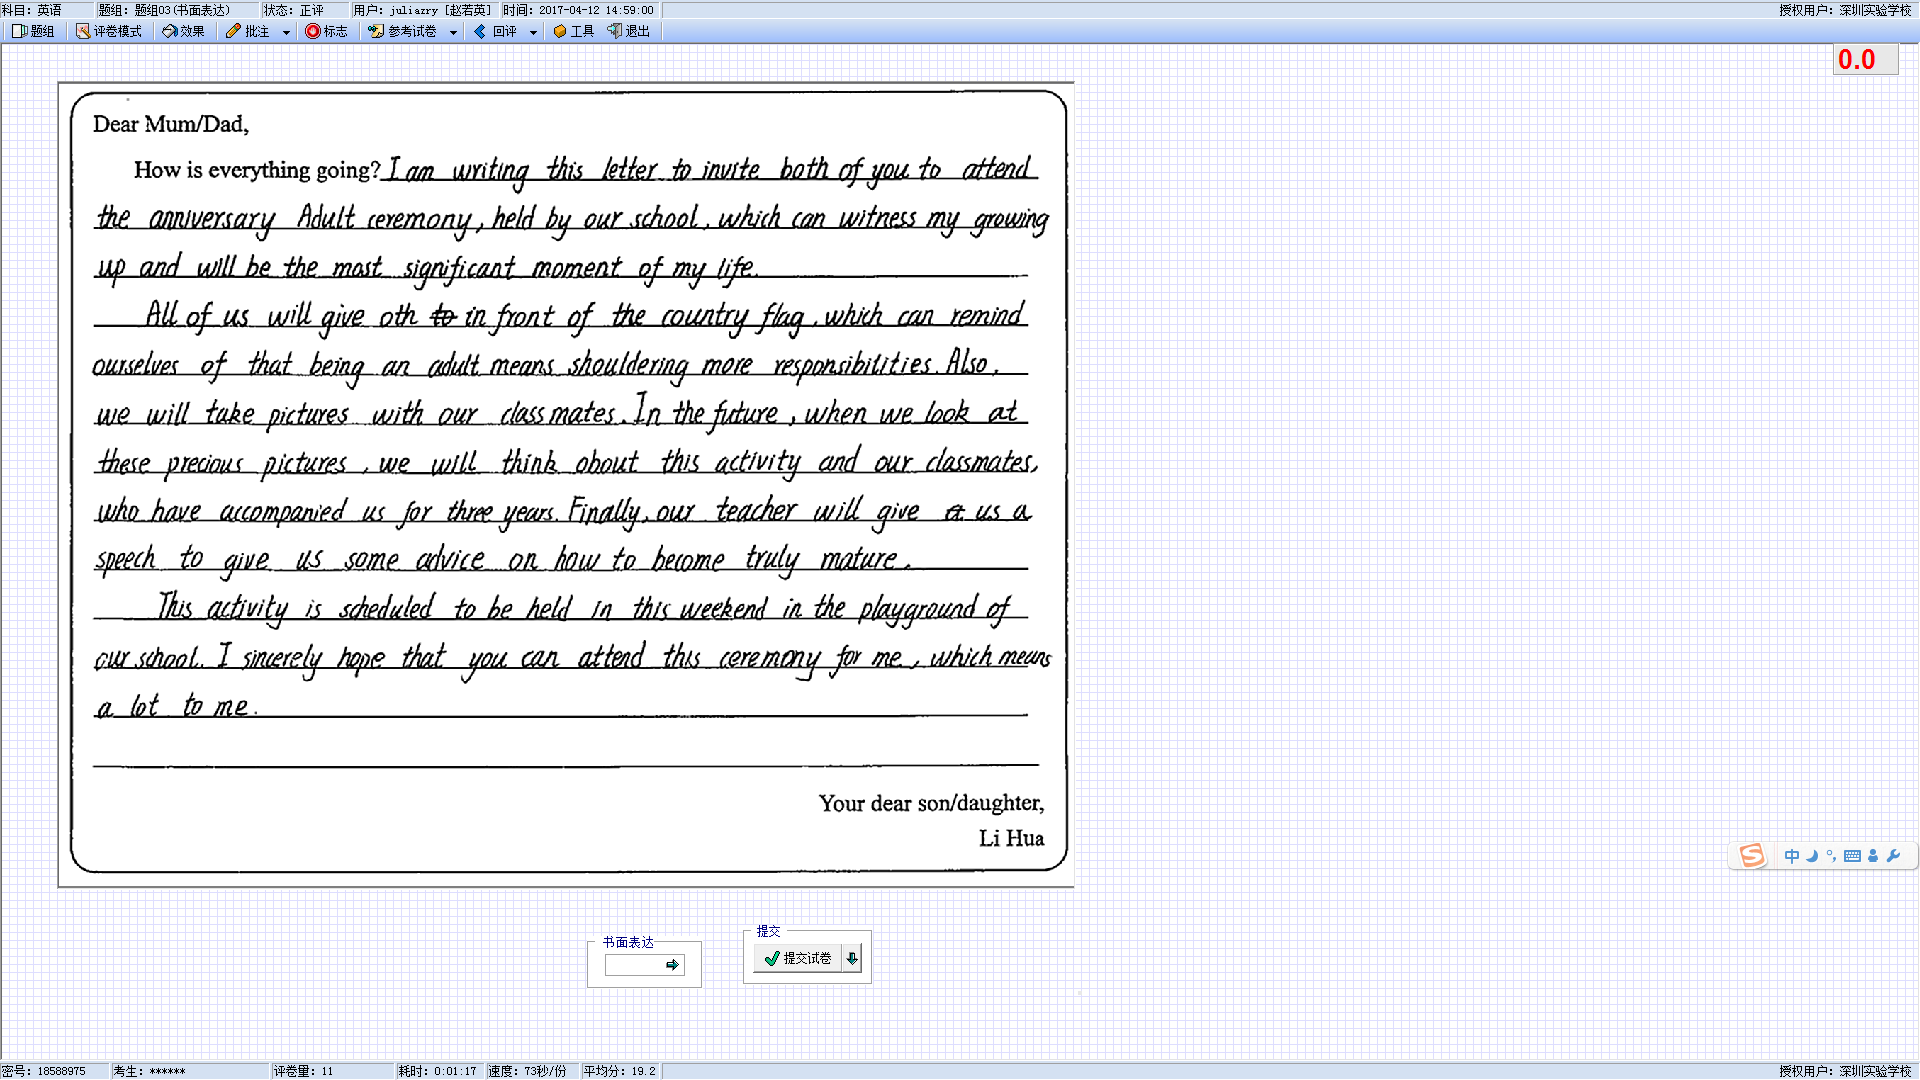 科目: 英语 题组: 题组03(书面表达) 状态: 正评 用户: juliazry [赵若英] 时间: 2017-04-12 14:59:00 授权用户: 深圳实验学校
题组 评卷模式 效果 批注 标志 参考试卷 回评 工具 退出
0.0
Dear Mum/Dad,
How is everything going? I am writing this letter to invite both of you to attend
the anniversary Adult ceremony, held by our school, which can witness my growing
up and will be the most significant moment of my life.
All of us will give oth to in front of the country flag, which can remind
ourselves of that being an adult means shouldering more responsibilities. Also,
we will take pictures with our classmates. In the future, when we look at
these precious pictures, we will think about this activity and our classmates,
who have accompanied us for three years. Finally, our teacher will give a us a
speech to give us some advice on how to become truly mature.
This activity is scheduled to be held in this weekend in the playground of
our school. I sincerely hope that you can attend this ceremony for me, which means
a lot to me.
Your dear son/daughter,
Li Hua
中
书面表达
提交
提交试卷
密号: 18588975 考生: ****** 评卷量: 11 耗时: 0:01:17 速度: 73秒/份 平均分: 19.2 授权用户: 深圳实验学校